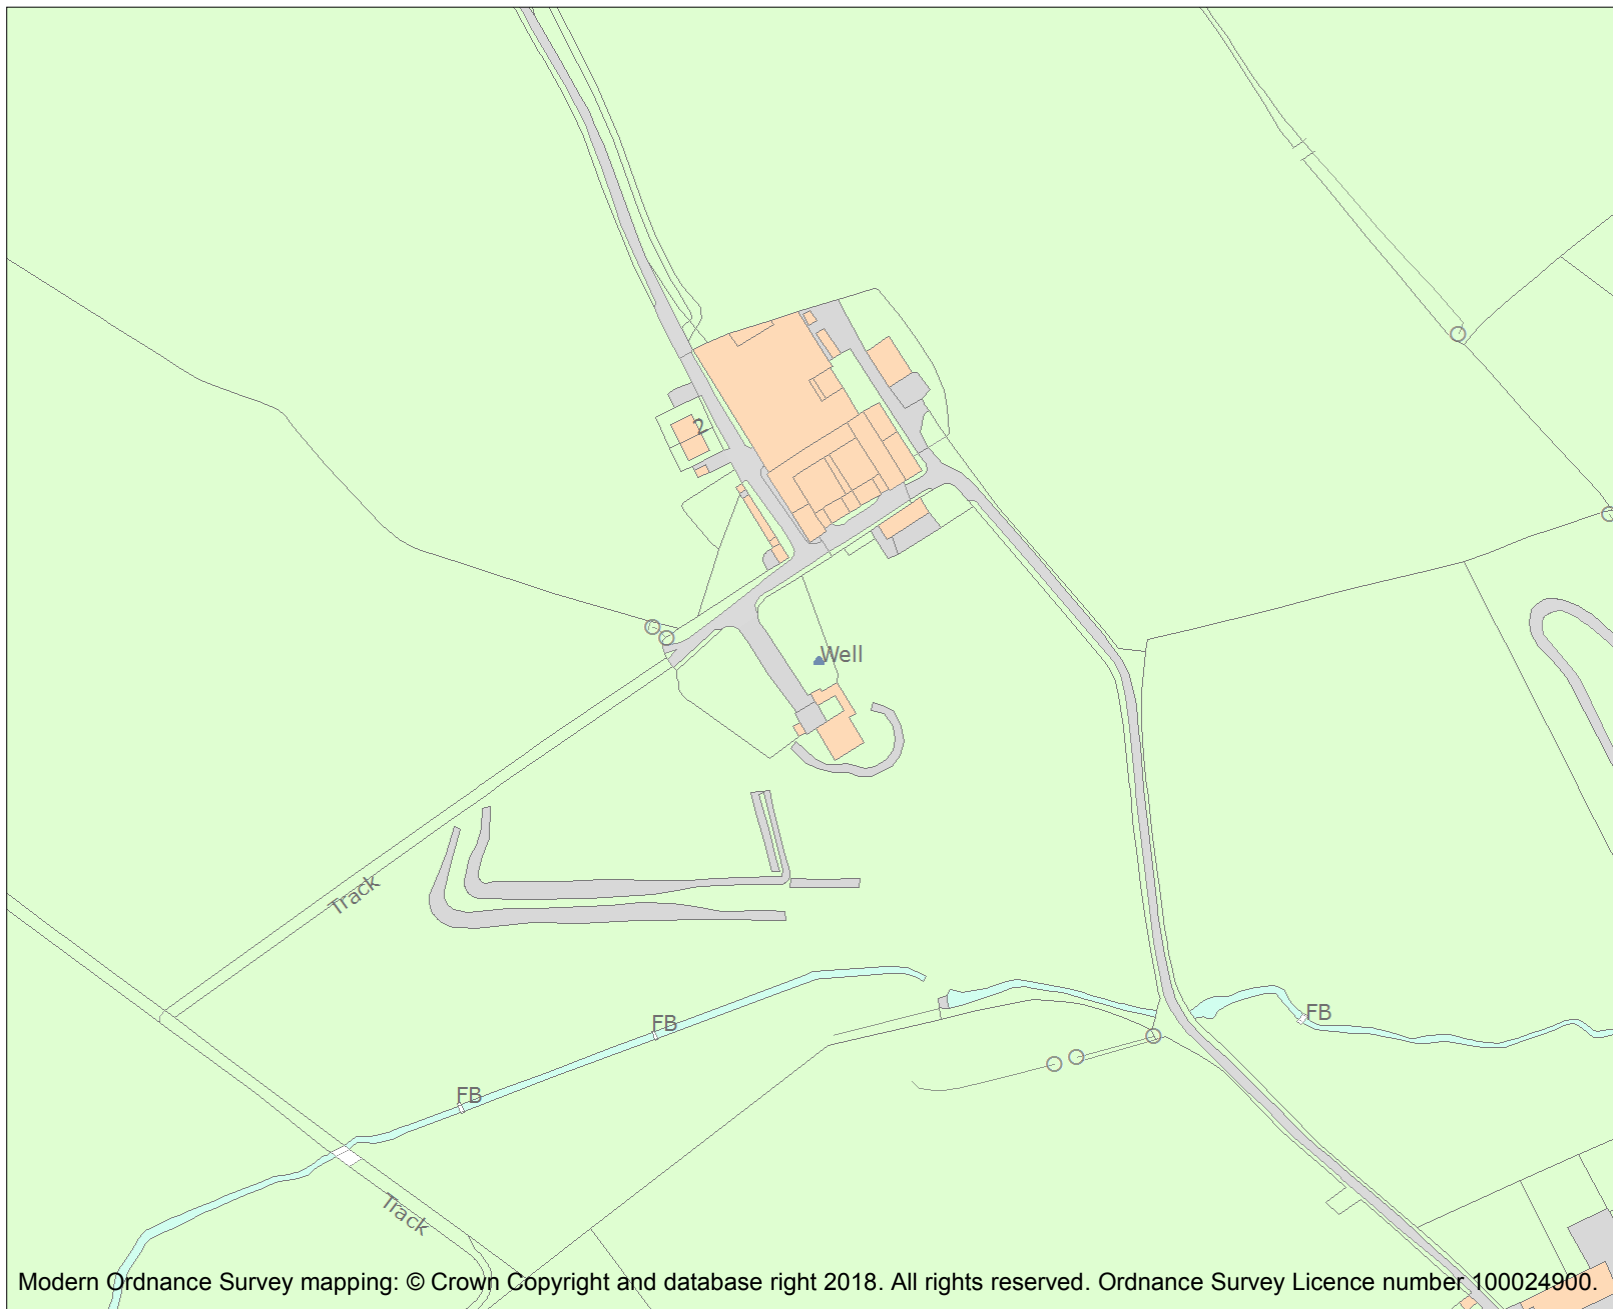 2
Well
Track
FB
FB
FB
Track
Modern Ordnance Survey mapping: © Crown Copyright and database right 2018. All rights reserved. Ordnance Survey Licence number 100024900.